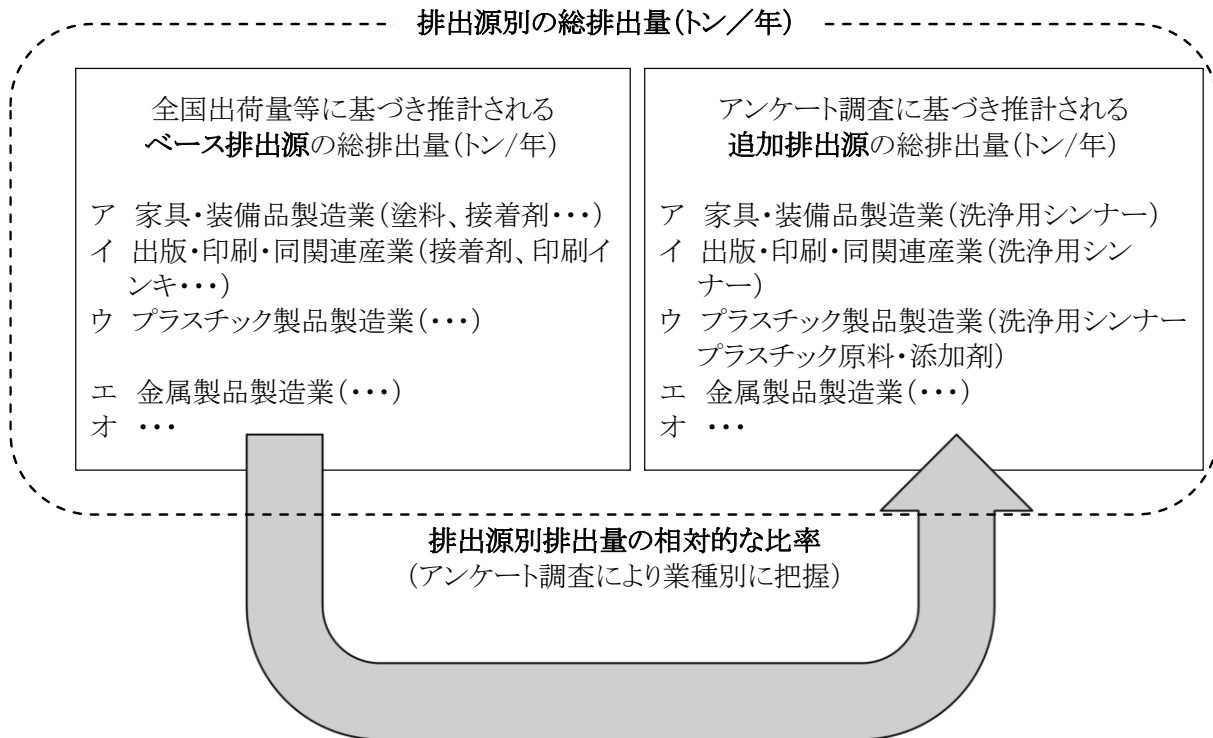 排出源別の総排出量(トン/年)
全国出荷量等に基づき推計される
ベース排出源の総排出量(トン/年)
ア 家具・装備品製造業(塗料、接着剤・・・)
イ 出版・印刷・同関連産業(接着剤、印刷イ
ンキ・・・)
ウ プラスチック製品製造業(・・・)
エ 金属製品製造業(・・・)
オ ・・・
アンケート調査に基づき推計される
追加排出源の総排出量(トン/年)
ア 家具・装備品製造業(洗浄用シンナー)
イ 出版・印刷・同関連産業(洗浄用シン
ナー)
ウ プラスチック製品製造業(洗浄用シンナー
プラスチック原料・添加剤)
エ 金属製品製造業(・・・)
オ ・・・
排出源別排出量の相対的な比率
(アンケート調査により業種別に把握)